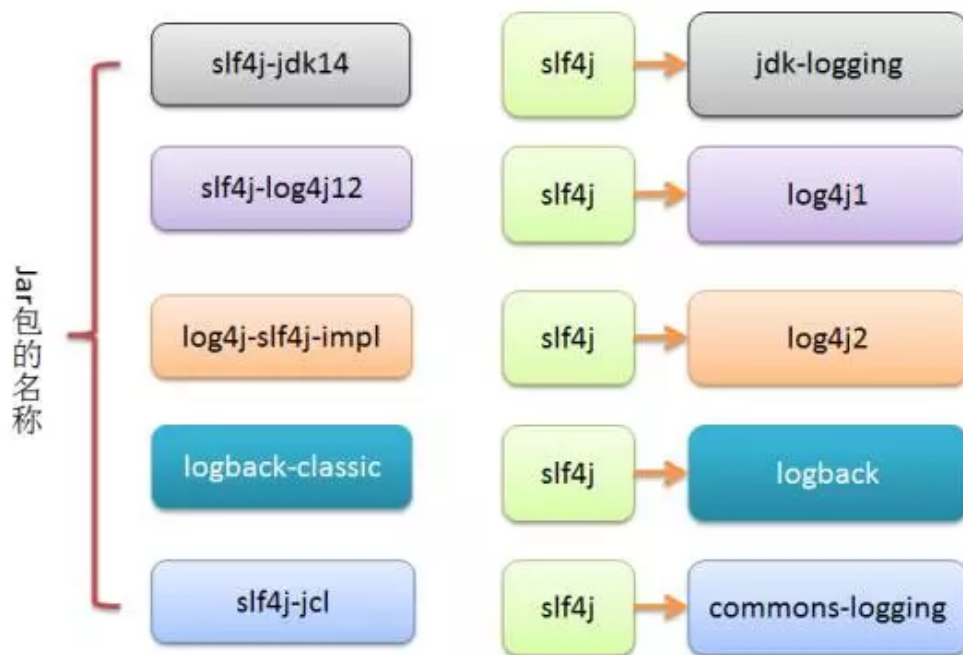 Jar包的名称
slf4j-jdk14
slf4j
jdk-logging
slf4j-log4j12
slf4j
log4j1
log4j-slf4j-impl
slf4j
log4j2
logback-classic
slf4j
logback
slf4j-jcl
slf4j
commons-logging